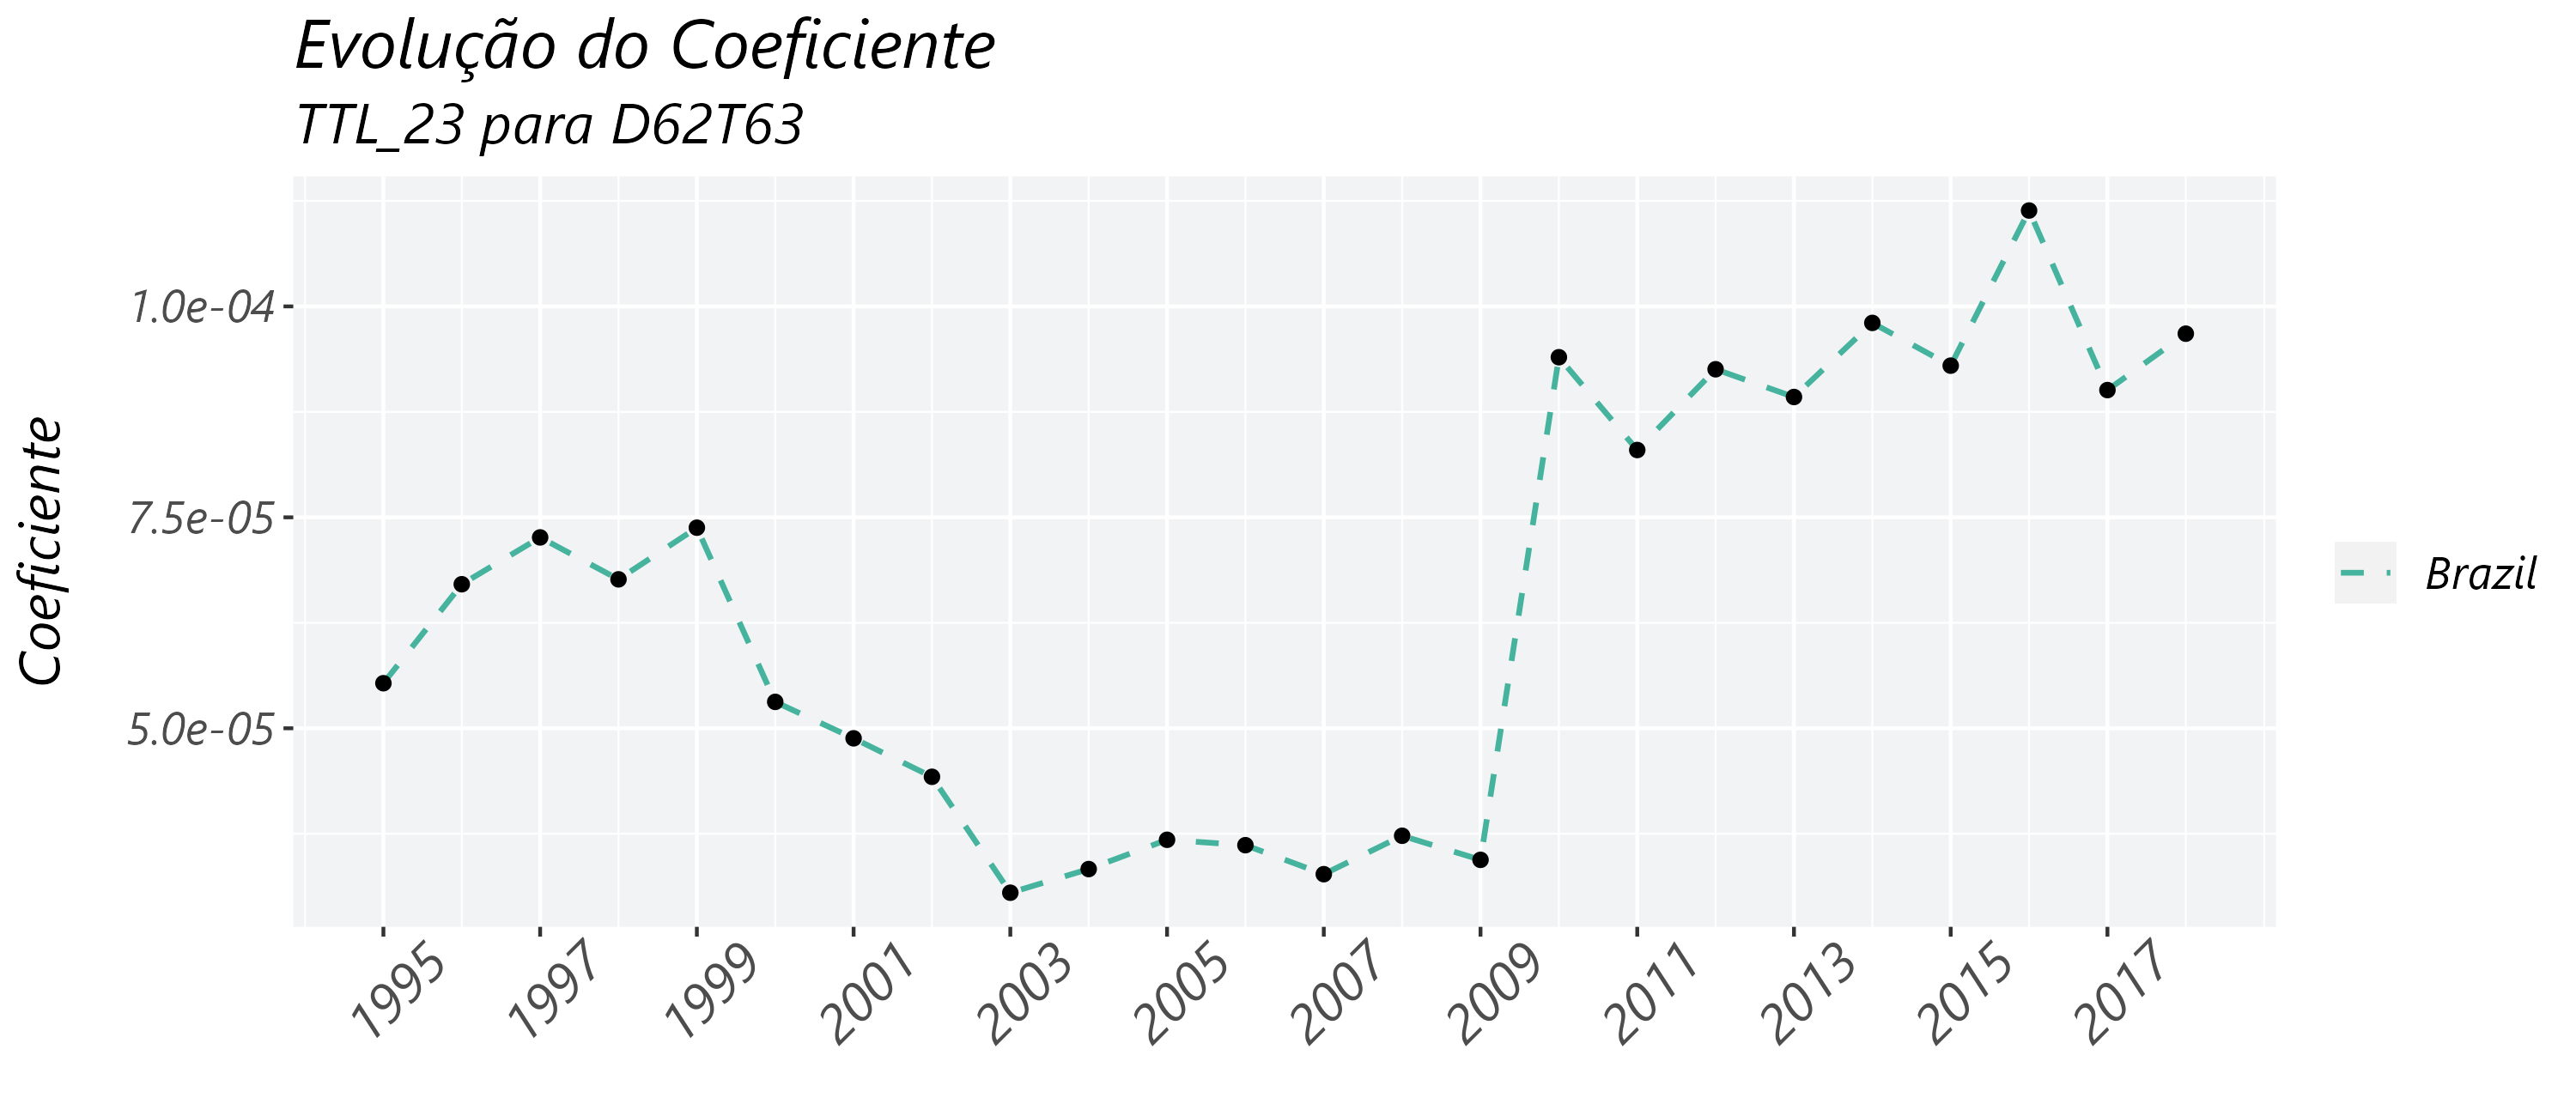 Evolução do Coeficiente
TTL_23 para D62T63
Coeficiente
1.0e-04
7.5e-05
5.0e-05
1995
1997
1999
2001
2003
2005
2007
2009
2011
2013
2015
2017
Brazil